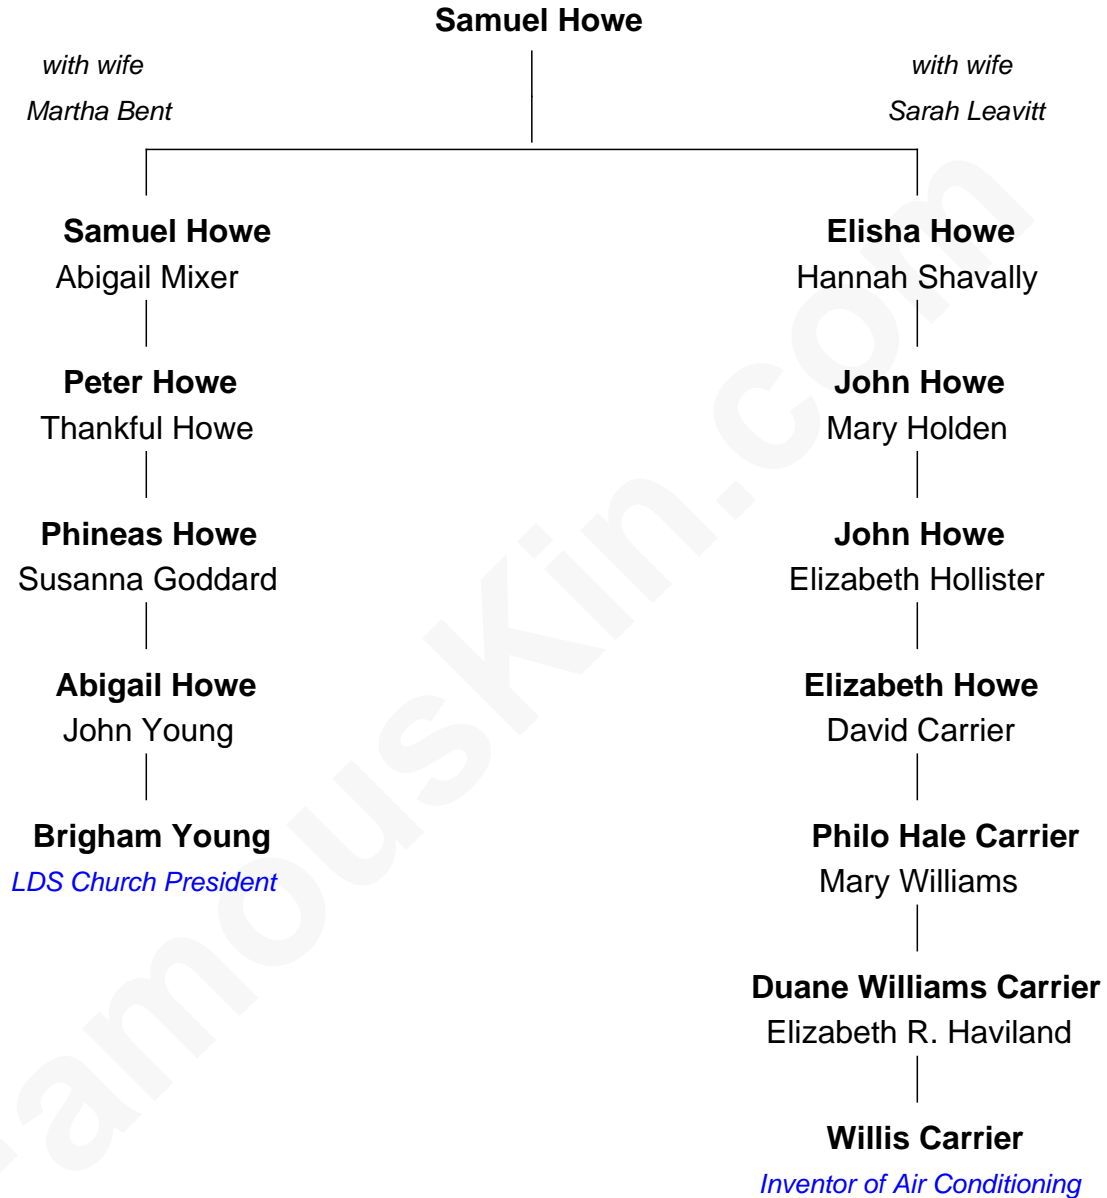 Samuel Howe
with wife
Martha Bent
with wife
Sarah Leavitt
Samuel Howe
Abigail Mixer
Peter Howe
Thankful Howe
Phineas Howe
Susanna Goddard
Abigail Howe
John Young
Brigham Young
LDS Church President
Elisha Howe
Hannah Shavally
John Howe
Mary Holden
John Howe
Elizabeth Hollister
Elizabeth Howe
David Carrier
Philo Hale Carrier
Mary Williams
Duane Williams Carrier
Elizabeth R. Haviland
Willis Carrier
Inventor of Air Conditioning
FamousKin.com